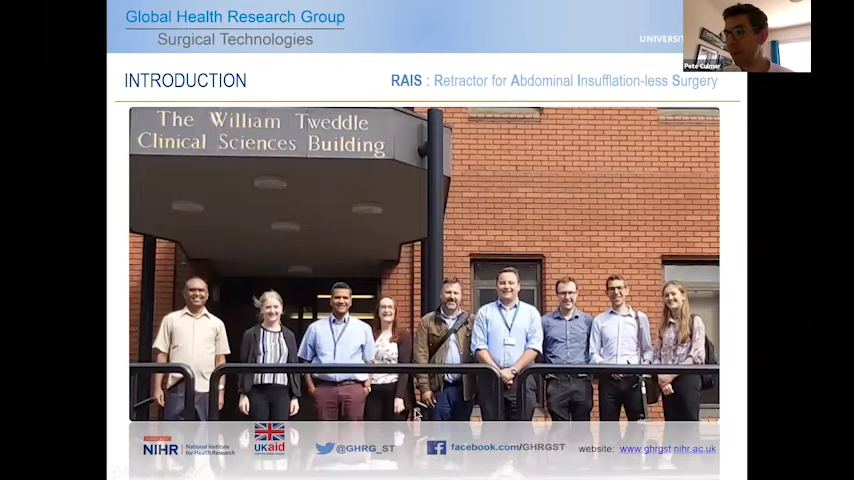 Global Health Research Group
Surgical Technologies
UNIVERSIT
Pete Culmer
INTRODUCTION
RAIS : Retractor for Abdominal Insufflation-less Surgery
The William Tweddle
Clinical Sciences Building
NIHR | National Institute
for Health Research
UKaid
@GHRG_ST
facebook.com/GHRGST
website: www.ghrgst.nihr.ac.uk